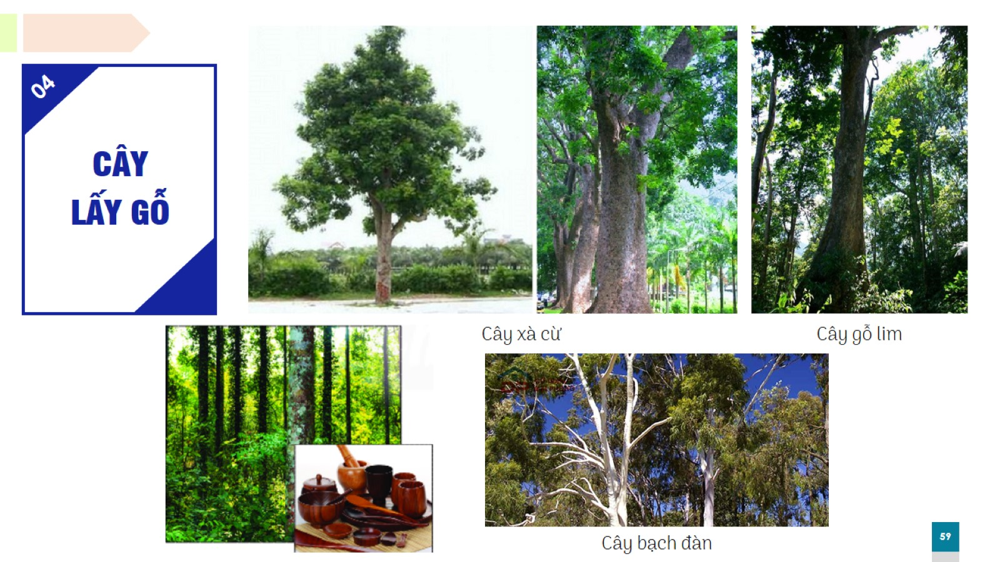 04
CÂY
LẤY GỖ
Cây xà cừ
Cây gỗ lim
Cây bạch đàn
59